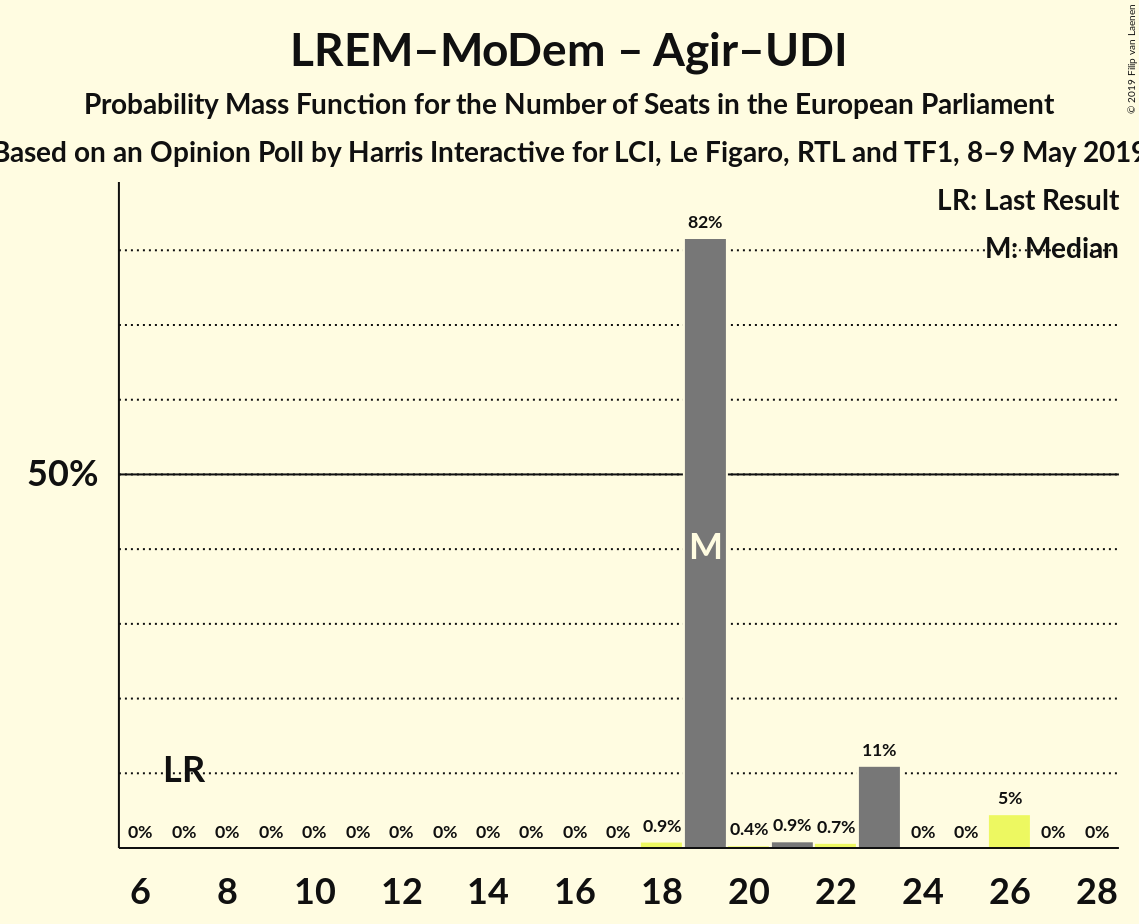 LREM–MoDem – Agir–UDI
Probability Mass Function for the Number of Seats in the European Parliament
Based on an Opinion Poll by Harris Interactive for LCI, Le Figaro, RTL and TF1, 8–9 May 2019
© 2019 Filip van Laenen
LR: Last Result
M: Median
82%
50%
M
LR
11%
5%
0% 0% 0% 0% 0% 0% 0% 0% 0% 0% 0% 0% 0.9% 0.4% 0.9% 0.7% 0% 0% 0% 0%
6 8 10 12 14 16 18 20 22 24 26 28